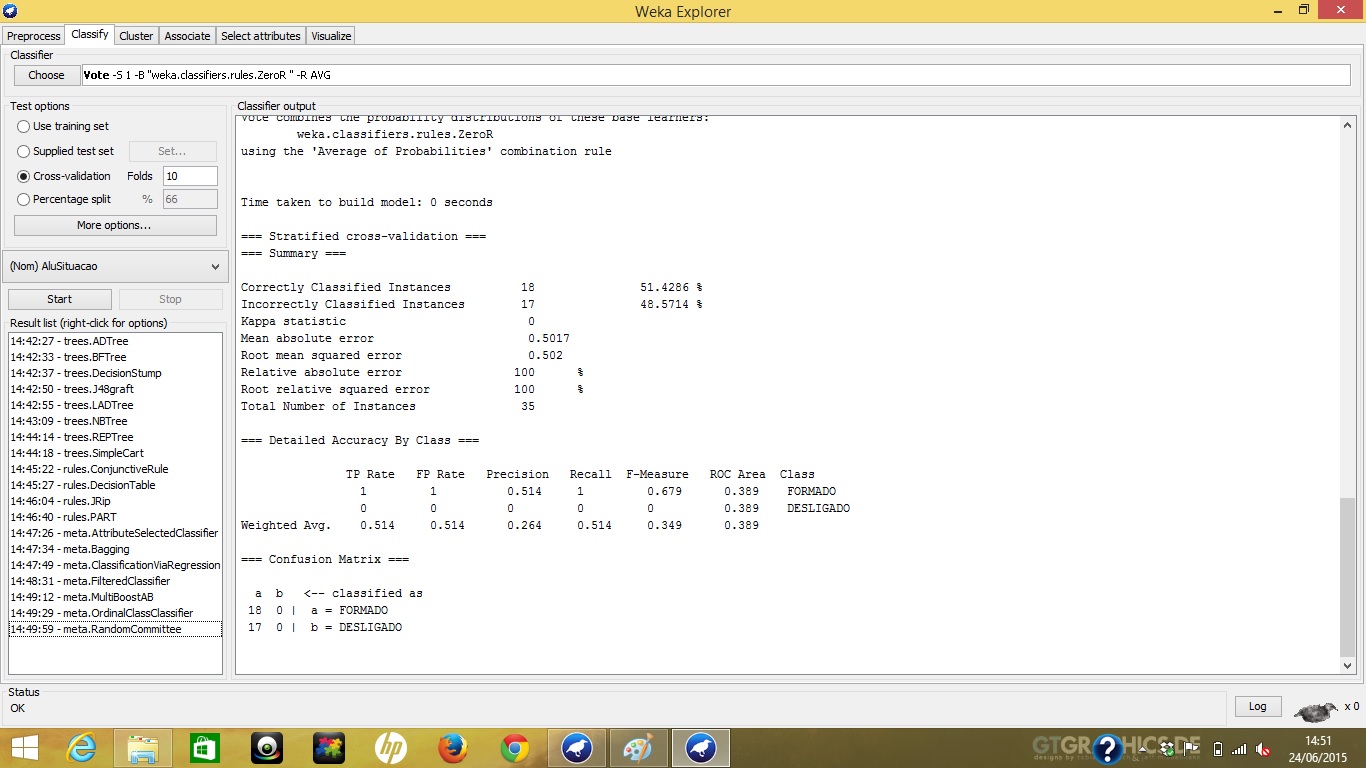 Weka Explorer
Preprocess Classify Cluster Associate Select attributes Visualize
Classifier
Choose Vote -S 1 -B "weka.classifiers.rules.ZeroR " -R AVG
Test options
Use training set
Supplied test set Set...
Cross-validation Folds 10
Percentage split % 66
More options...
(Nom) AluSituacao
Start Stop
Result list (right-click for options)
14:42:27 - trees.ADTree
14:42:33 - trees.BFTree
14:42:37 - trees.DecisionStump
14:42:50 - trees.J48graft
14:42:55 - trees.LADTree
14:43:09 - trees.NBTree
14:44:14 - trees.REPTree
14:44:18 - trees.SimpleCart
14:45:22 - rules.ConjunctiveRule
14:45:27 - rules.DecisionTable
14:46:04 - rules.JRip
14:46:40 - rules.PART
14:47:26 - meta.AttributeSelectedClassifier
14:47:34 - meta.Bagging
14:47:49 - meta.ClassificationViaRegression
14:48:31 - meta.FilteredClassifier
14:49:12 - meta.MultiBoostAB
14:49:29 - meta.OrdinalClassClassifier
14:49:59 - meta.RandomCommittee
Classifier output
Vote combines the probability distributions of these base learners:
weka.classifiers.rules.ZeroR
using the 'Average of Probabilities' combination rule
Time taken to build model: 0 seconds
=== Stratified cross-validation ===
=== Summary ===
Correctly Classified Instances 18 51.4286 %
Incorrectly Classified Instances 17 48.5714 %
Kappa statistic 0
Mean absolute error 0.5017
Root mean squared error 0.502
Relative absolute error 100 %
Root relative squared error 100 %
Total Number of Instances 35
=== Detailed Accuracy By Class ===
TP Rate FP Rate Precision Recall F-Measure ROC Area Class
1 1 0.514 1 0.679 0.389 FORMADO
0 0 0 0 0 0.389 DESLIGADO
Weighted Avg. 0.514 0.514 0.264 0.514 0.349 0.389
=== Confusion Matrix ===
a b <-- classified as
18 0 | a = FORMADO
17 0 | b = DESLIGADO
Status
OK
Log x 0
hp
14:51
24/06/2015